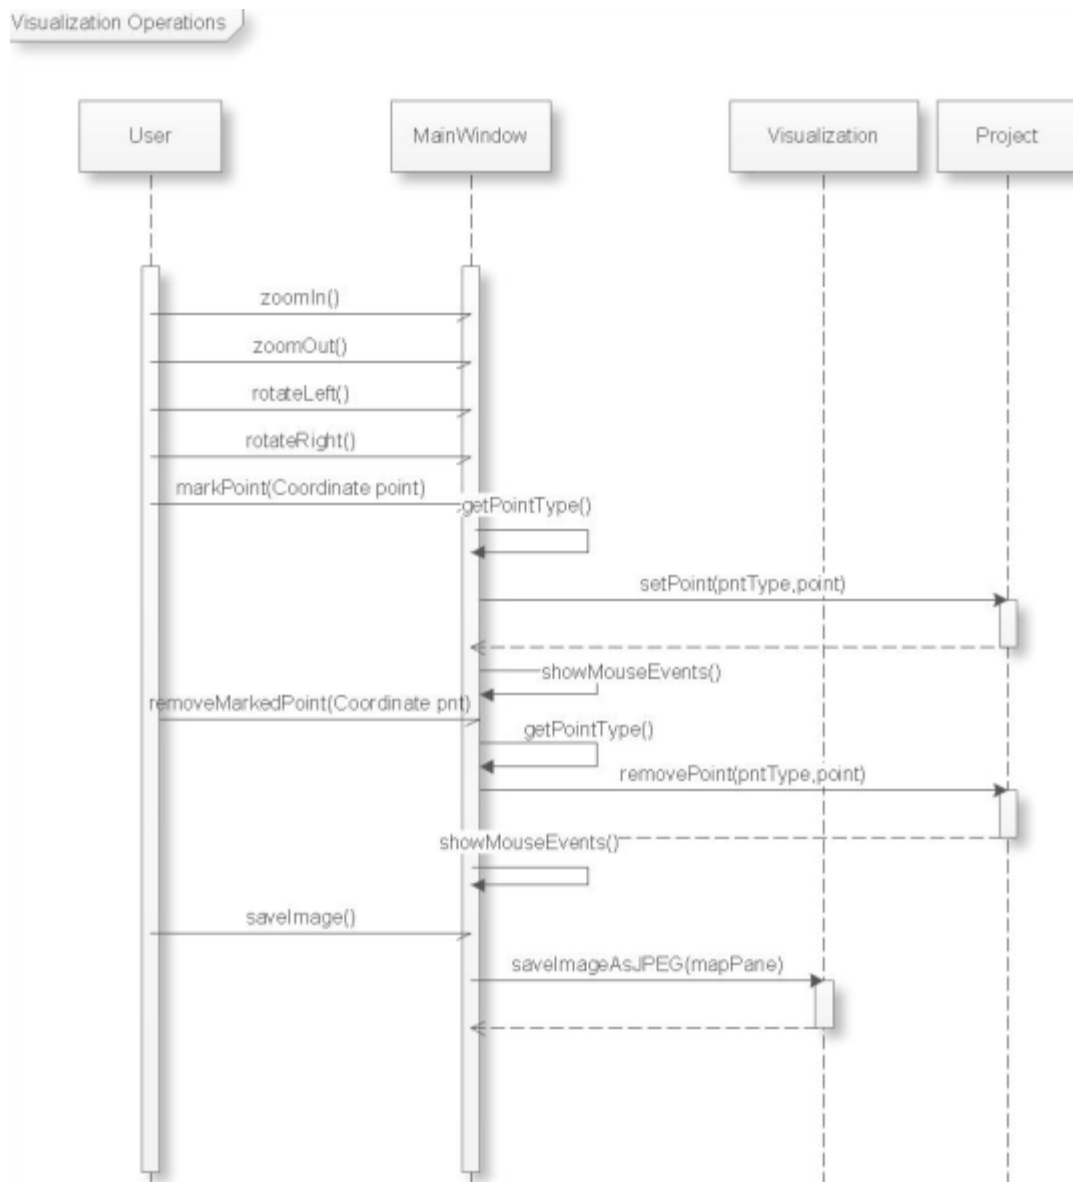 Visualization Operations
User
MainWindow
Visualization
Project
zoomIn()
zoomOut()
rotateLeft()
rotateRight()
markPoint(Coordinate point)
getPointType()
setPoint(pntType,point)
showMouseEvents()
removeMarkedPoint(Coordinate pnt)
getPointType()
removePoint(pntType,point)
showMouseEvents()
saveImage()
saveImageAsJPEG(mapPane)